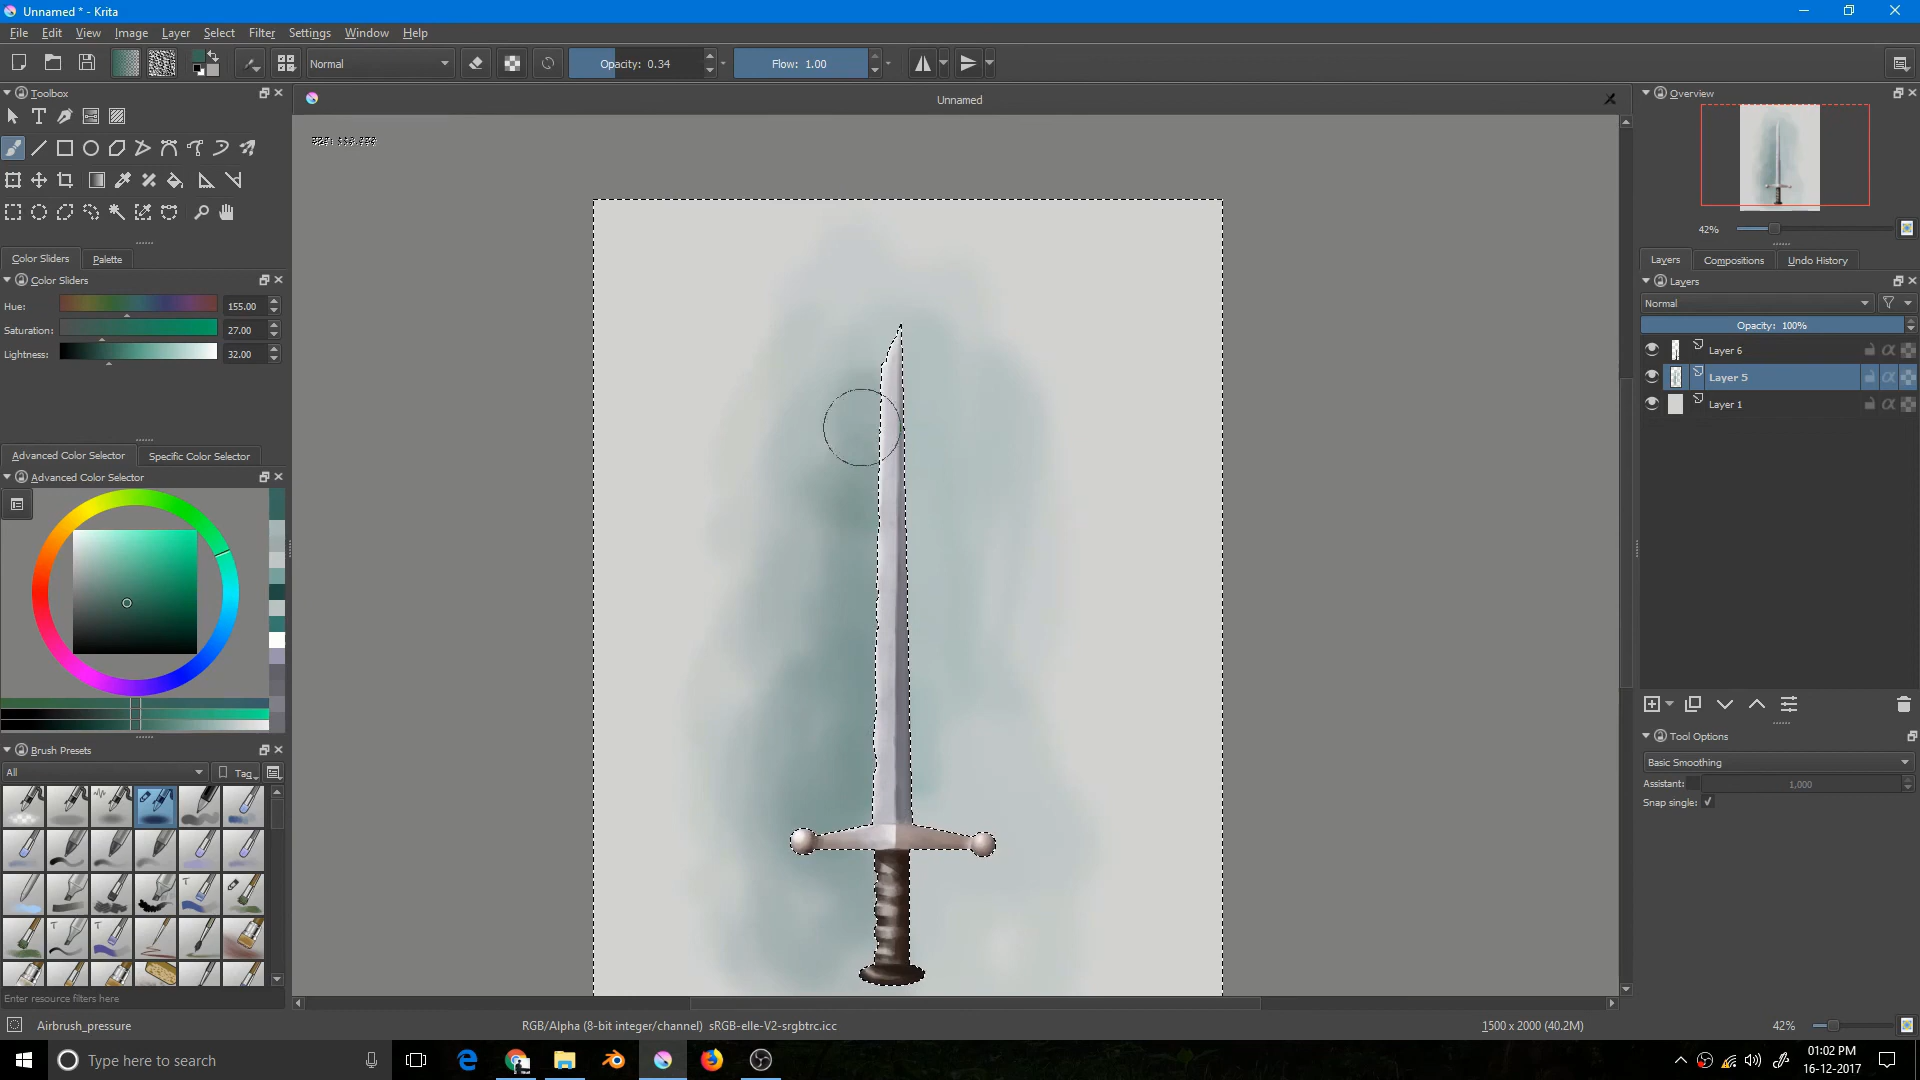 Unnamed * - Krita
File Edit View Image Layer Select Filter Settings Window Help
Normal Opacity: 0.34 Flow: 1.00
Toolbox
Unnamed
Color Sliders Palette
Color Sliders
Hue: 155.00
Saturation: 27.00
Lightness: 32.00
Advanced Color Selector Specific Color Selector
Advanced Color Selector
Brush Presets
All Tag
Enter resource filters here
Airbrush_pressure
RGB/Alpha (8-bit integer/channel) sRGB-elle-V2-srgbtrc.icc
1500 x 2000 (40.2M)
42%
Overview
42%
Layers Compositions Undo History
Layers
Normal
Opacity: 100%
Layer 6
Layer 5
Layer 1
Tool Options
Basic Smoothing
Assistant: 1,000
Snap single:
Type here to search
01:02 PM
16-12-2017